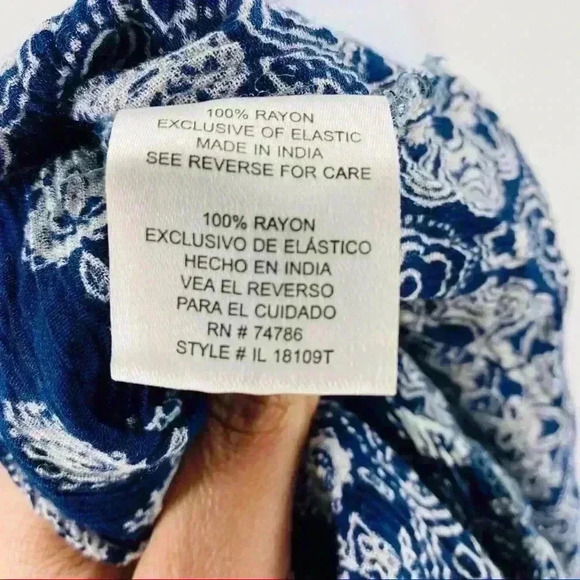 100% RAYON
EXCLUSIVE OF ELASTIC
MADE IN INDIA
SEE REVERSE FOR CARE
100% RAYON
EXCLUSIVO DE ELÁSTICO
HECHO EN INDIA
VEA EL REVERSO
PARA EL CUIDADO
RN # 74786
STYLE # IL 18109T